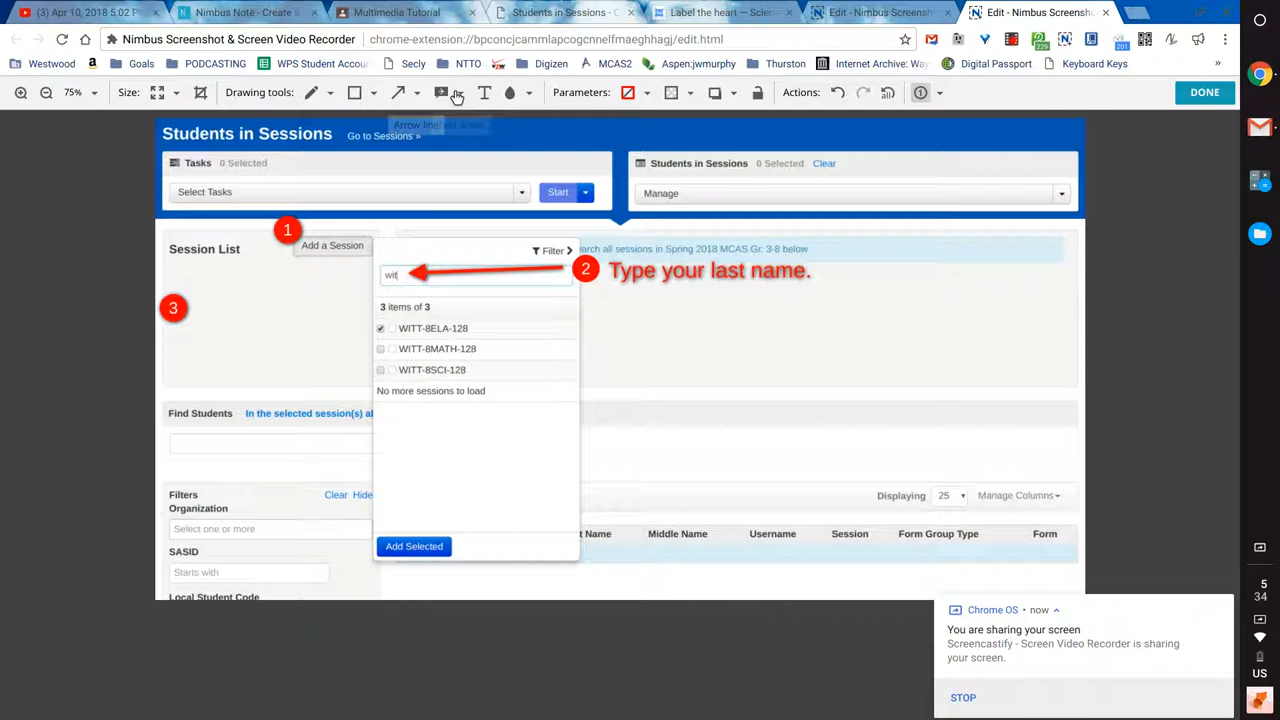 (3) Apr 10, 2018 5:02 P
Nimbus Note - Create
Multimedia Tutorial
Students in Sessions - C
Label the heart — Scien
Edit - Nimbus Screensh
Edit - Nimbus Screensh
Nimbus Screenshot & Screen Video Recorder
chrome-extension://bpconcjcammlapcogcnnelfmaeghhagj/edit.html
229
201
Westwood
Goals
PODCASTING
WPS Student Accou
Secly
NTTO
Digizen
MCAS2
Aspen:jwmurphy
Thurston
Internet Archive: Way
Digital Passport
Keyboard Keys
75%
Size:
Drawing tools:
Parameters:
Actions:
DONE
Arrow line
Students in Sessions
Go to Sessions »
Tasks 0 Selected
Students in Sessions 0 Selected Clear
Select Tasks
Start
Manage
1
Session List
Add a Session
Filter
earch all sessions in Spring 2018 MCAS Gr. 3-8 below
wit
2 Type your last name.
3
3 items of 3
WITT-8ELA-128
WITT-8MATH-128
WITT-8SCI-128
No more sessions to load
Find Students
In the selected session(s) al
Filters
Clear Hide
Displaying 25 Manage Columns
Organization
Select one or more
t Name
Middle Name
Username
Session
Form Group Type
Form
Add Selected
SASID
Starts with
Local Student Code
Chrome OS • now
You are sharing your screen
Screencastify - Screen Video Recorder is sharing
your screen.
STOP
5
34
US